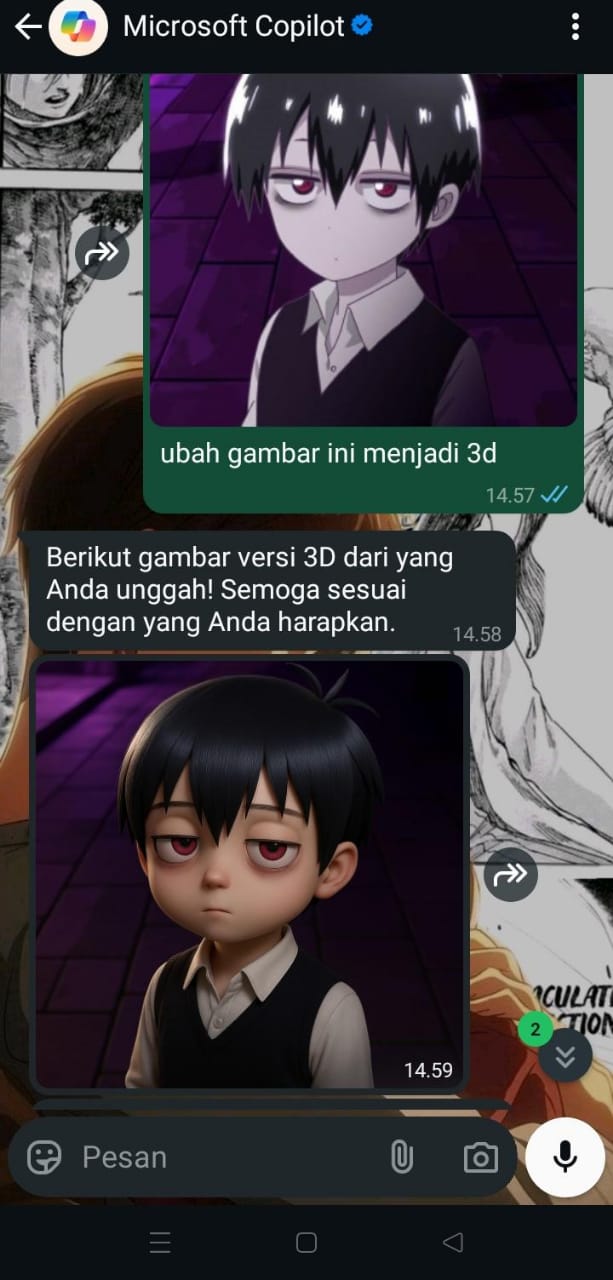 Microsoft Copilot
ubah gambar ini menjadi 3d
14.57
Berikut gambar versi 3D dari yang
Anda unggah! Semoga sesuai
dengan yang Anda harapkan.
14.58
14.59
2
Pesan